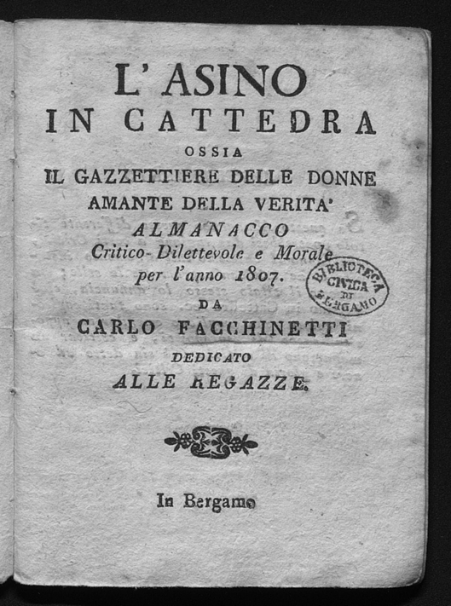 L'ASINO
IN CATTEDRA
OSSIA
IL GAZZETTIERE DELLE DONNE
AMANTE DELLA VERITA'
ALMANACCO
Critico-Dilettevole e Morale
per l'anno 1807.
DA
CARLO FACCHINETTI
DEDICATO
ALLE REGAZZE.
BIBLIOTECA
CIVICA
DI
BERGAMO
In Bergamo